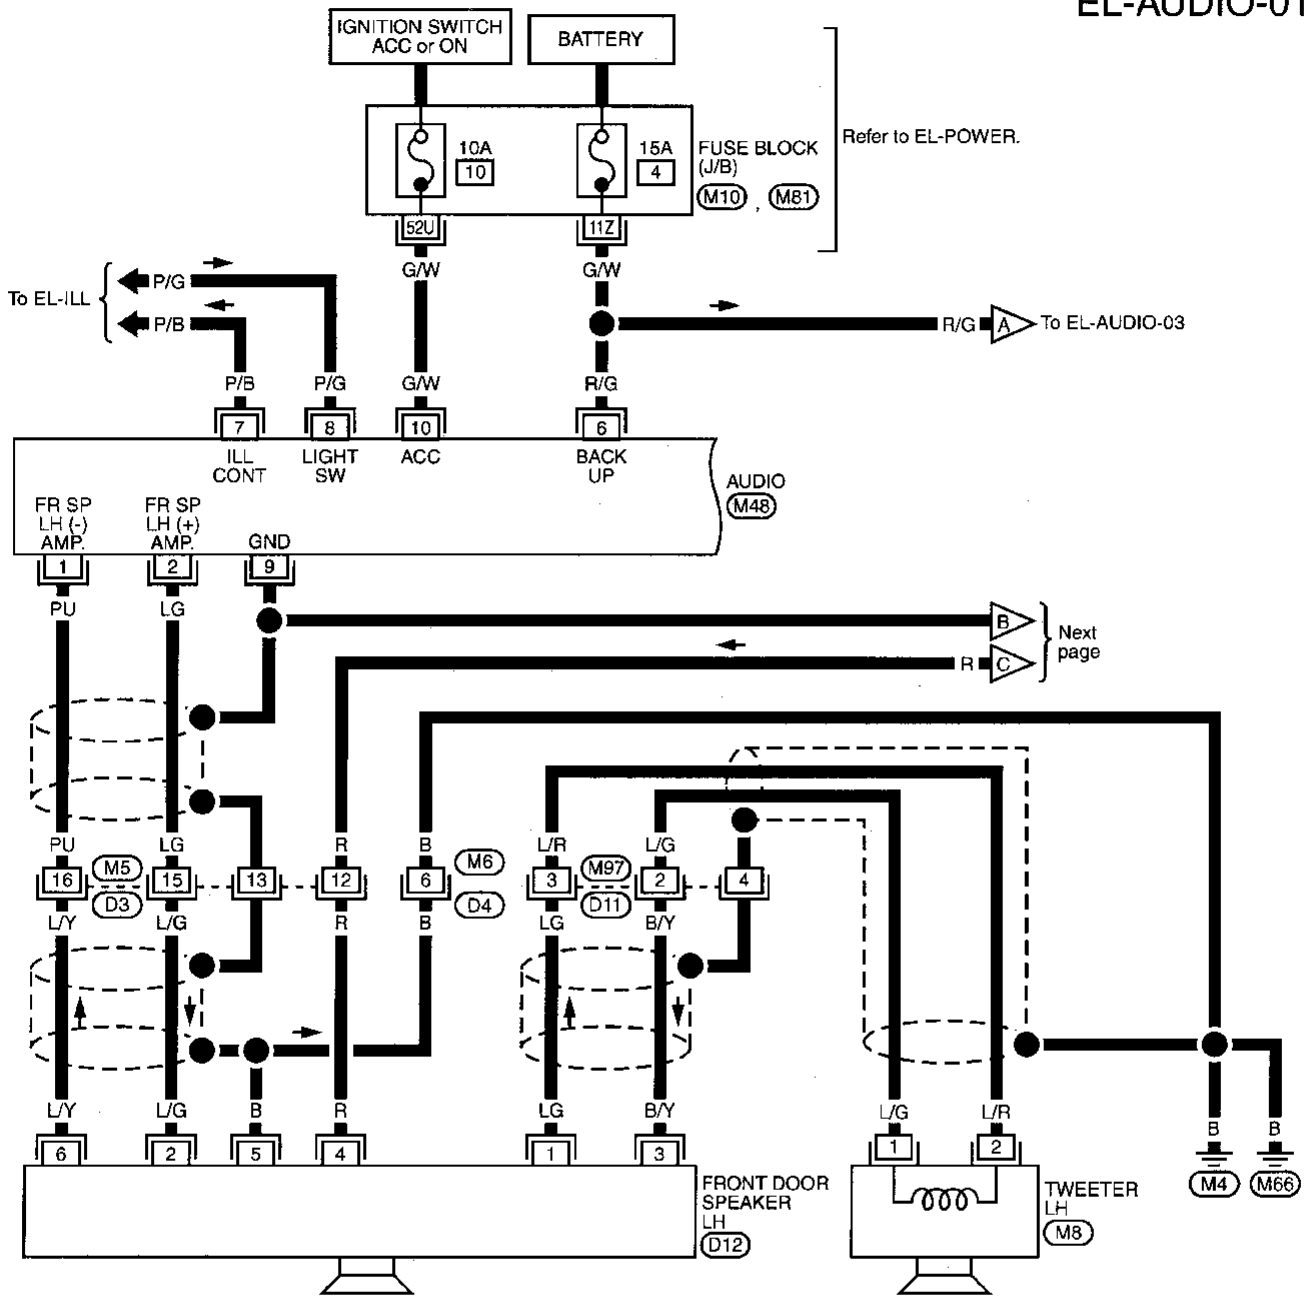 EL-AUDIO-01
IGNITION SWITCH
ACC or ON
BATTERY
Refer to EL-POWER.
10A
10
15A
4
FUSE BLOCK
(J/B)
M10 , M81
52U
11Z
G/W
G/W
To EL-ILL
P/G
P/B
R/G
A
To EL-AUDIO-03
P/B
P/G
G/W
R/G
7
8
10
6
ILL
CONT
LIGHT
SW
ACC
BACK
UP
AUDIO
M48
FR SP
LH (-)
AMP.
FR SP
LH (+)
AMP.
GND
1
2
9
PU
LG
B
R
C
Next
page
PU
LG
R
B
L/R
L/G
16
M5
15
13
12
6
M6
3
M97
2
4
D3
D4
D11
L/Y
L/G
R
B
LG
B/Y
L/Y
L/G
B
R
LG
B/Y
L/G
L/R
B
B
6
2
5
4
1
3
1
2
M4
M66
FRONT DOOR
SPEAKER
LH
D12
TWEETER
LH
M8